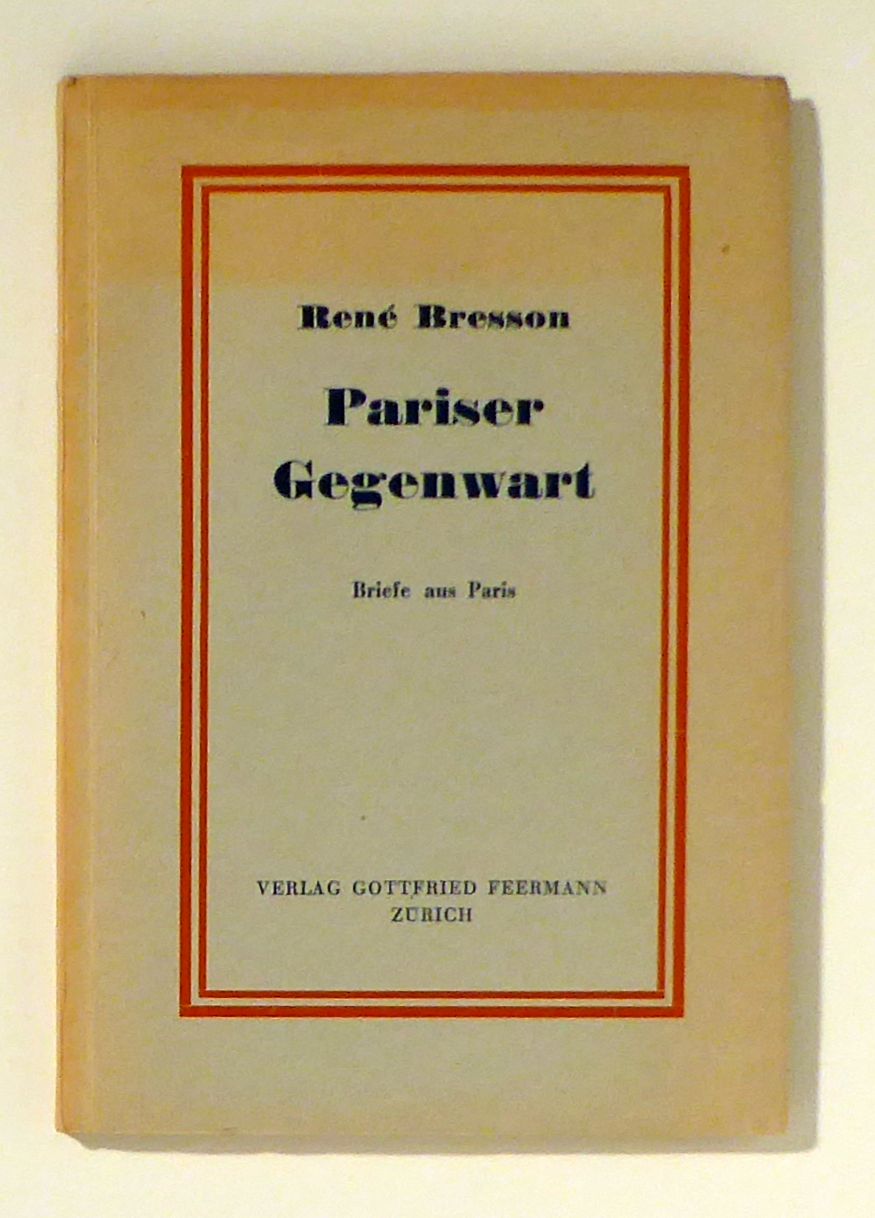 René Bresson
Pariser
Gegenwart
Briefe aus Paris
VERLAG GOTTFRIED FEERMANN
ZÜRICH